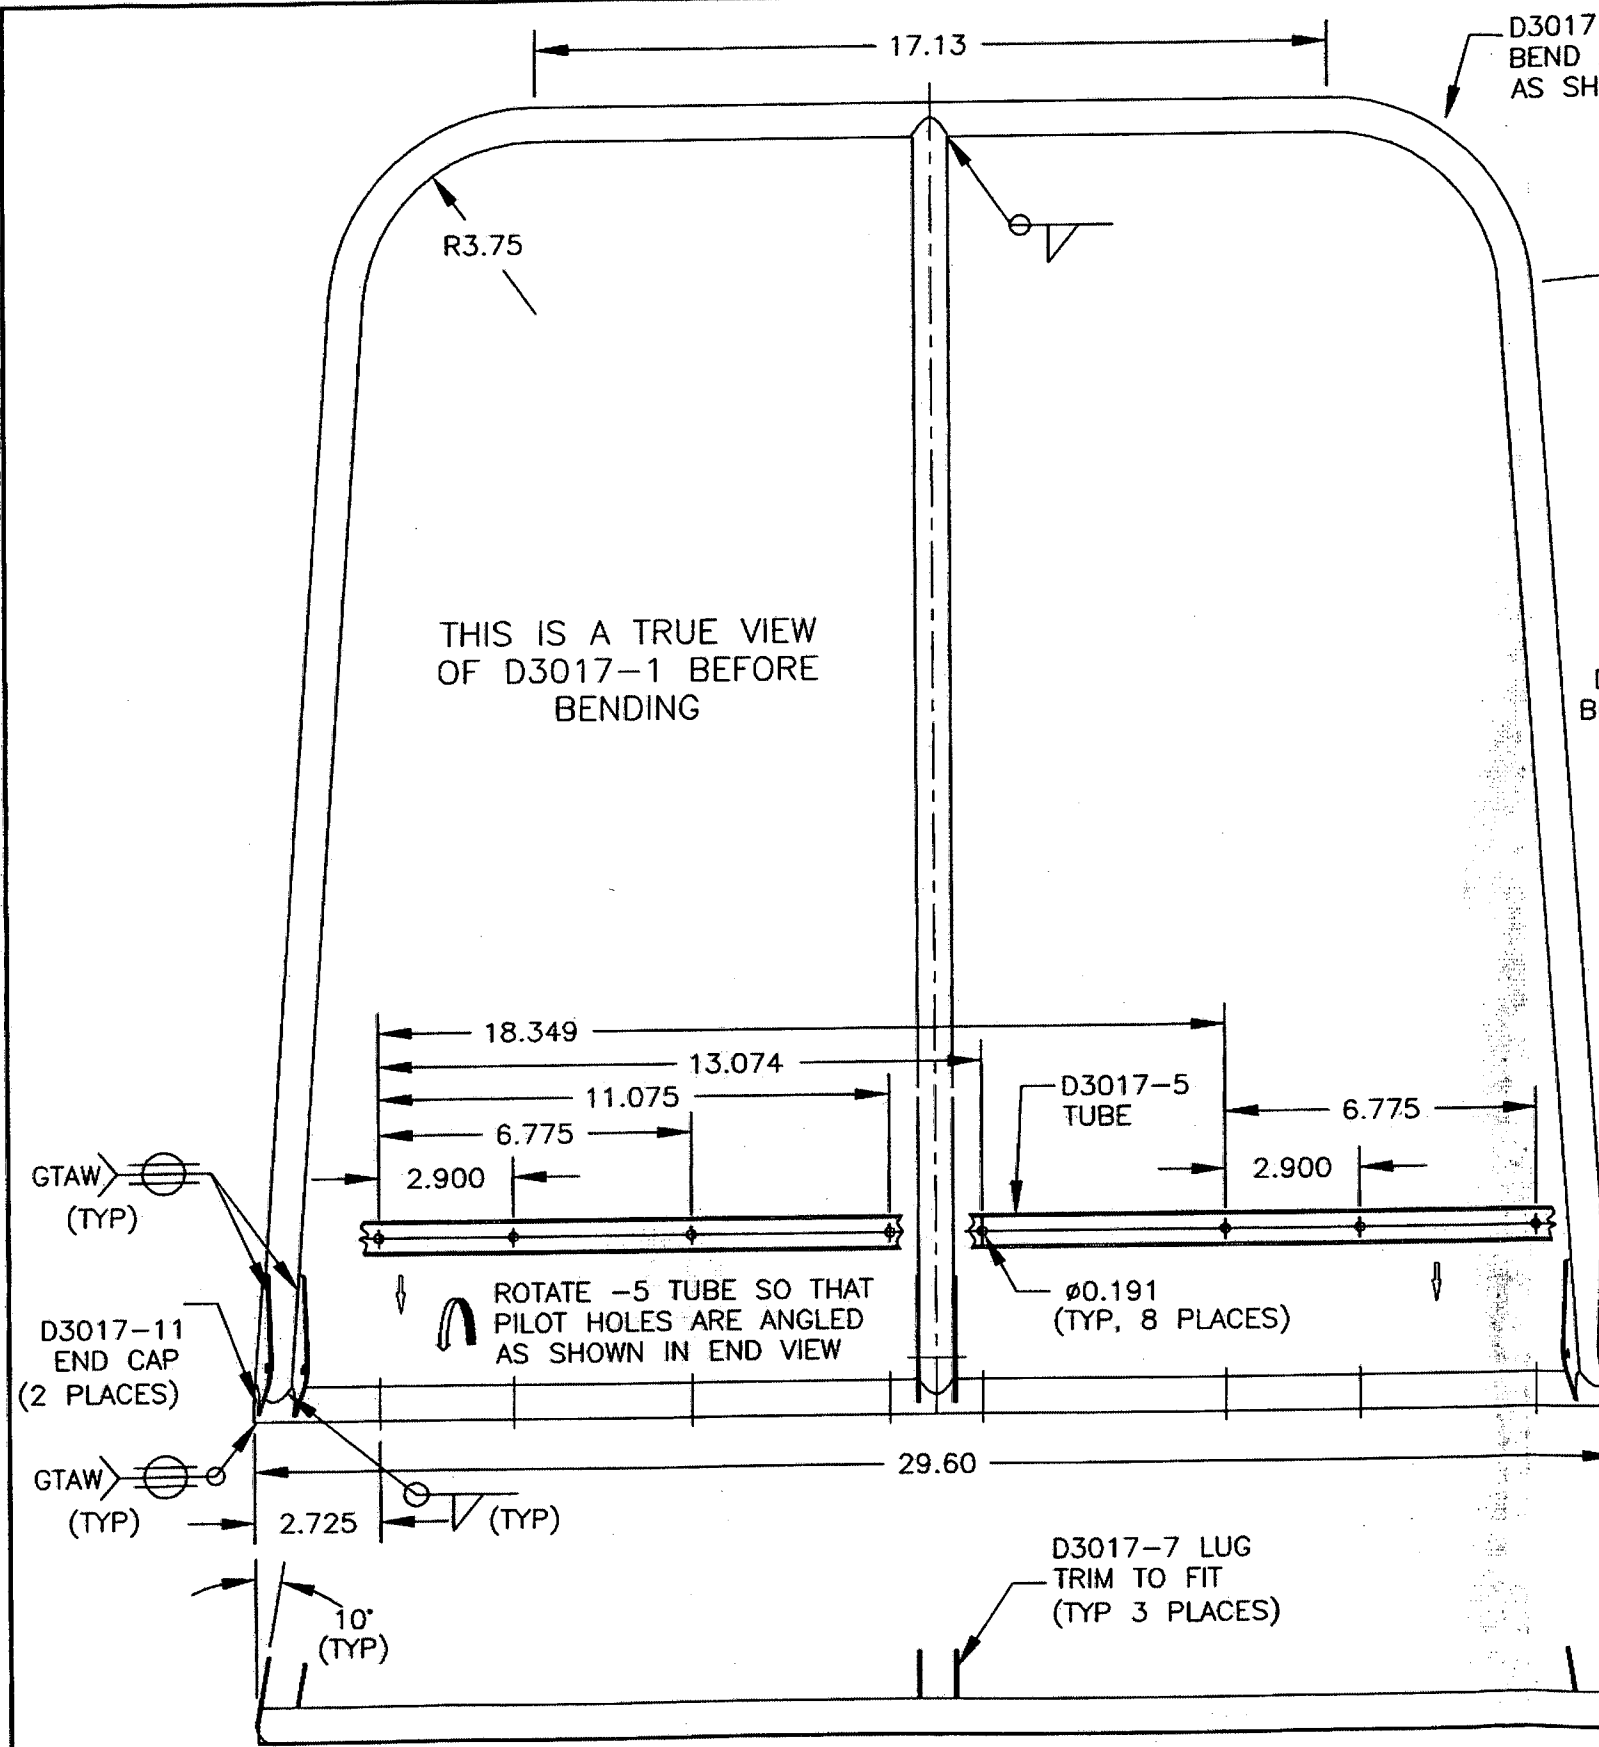 17.13
D3017
BEND
AS SH
R3.75
THIS IS A TRUE VIEW
OF D3017-1 BEFORE
BENDING
B
18.349
13.074
11.075
6.775
2.900
D3017-5
TUBE
6.775
2.900
GTAW
(TYP)
ROTATE -5 TUBE SO THAT
PILOT HOLES ARE ANGLED
AS SHOWN IN END VIEW
ø0.191
(TYP, 8 PLACES)
D3017-11
END CAP
(2 PLACES)
GTAW
(TYP)
29.60
2.725
(TYP)
10°
(TYP)
D3017-7 LUG
TRIM TO FIT
(TYP 3 PLACES)